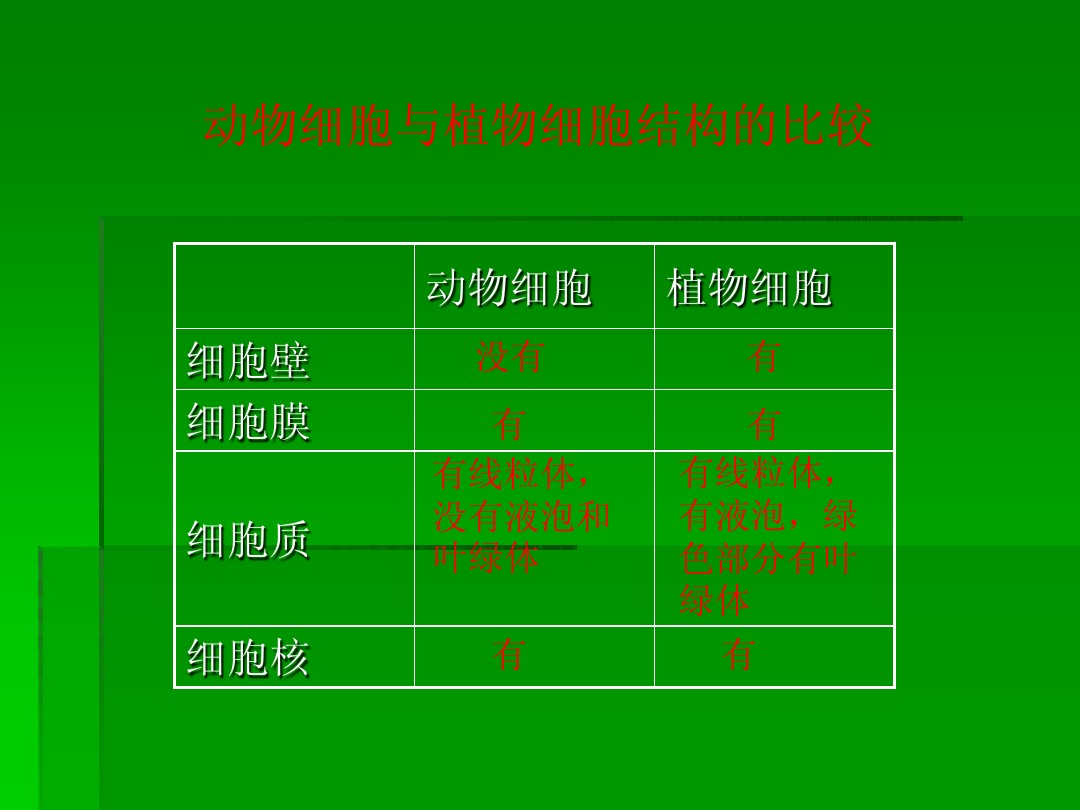 动物细胞与植物细胞结构的比较
动物细胞 植物细胞
细胞壁 没有 有
细胞膜 有 有
细胞质 有线粒体， 有线粒体，
没有液泡和 有液泡，绿
叶绿体 色部分有叶
绿体
细胞核 有 有